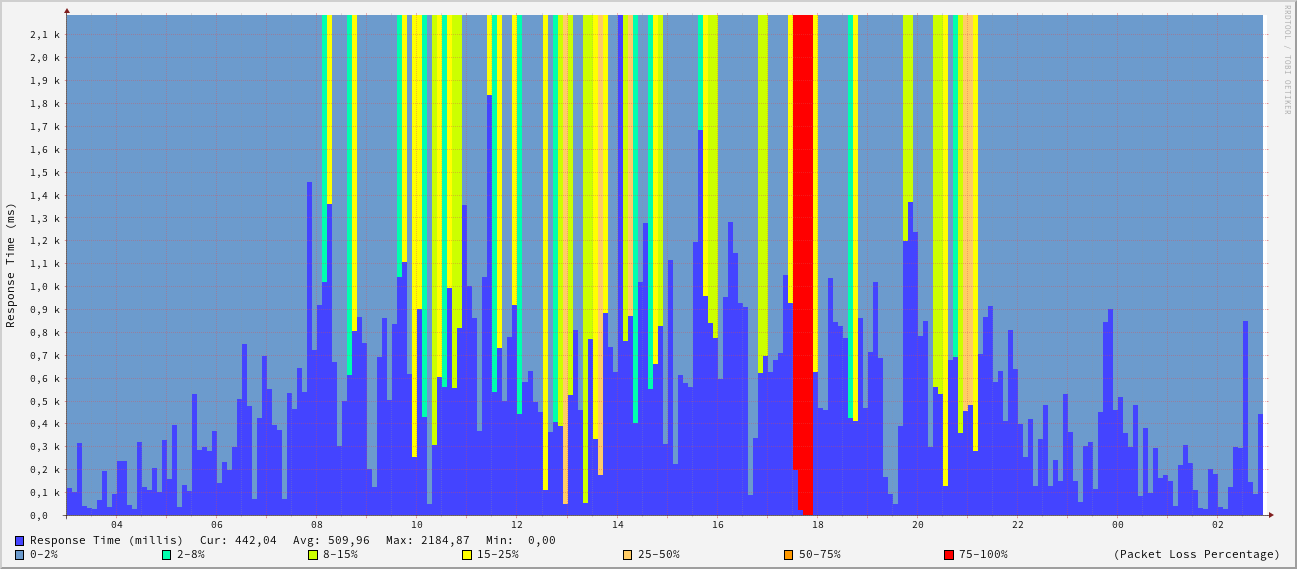 RRDTOOL / TOBI OETIKER
Response Time (ms)
2,1 k
2,0 k
1,9 k
1,8 k
1,7 k
1,6 k
1,5 k
1,4 k
1,3 k
1,2 k
1,1 k
1,0 k
0,9 k
0,8 k
0,7 k
0,6 k
0,5 k
0,4 k
0,3 k
0,2 k
0,1 k
0,0
04 06 08 10 12 14 16 18 20 22 00 02
Response Time (millis) Cur: 442,04 Avg: 509,96 Max: 2184,87 Min: 0,00
0-2% 2-8% 8-15% 15-25% 25-50% 50-75% 75-100% (Packet Loss Percentage)